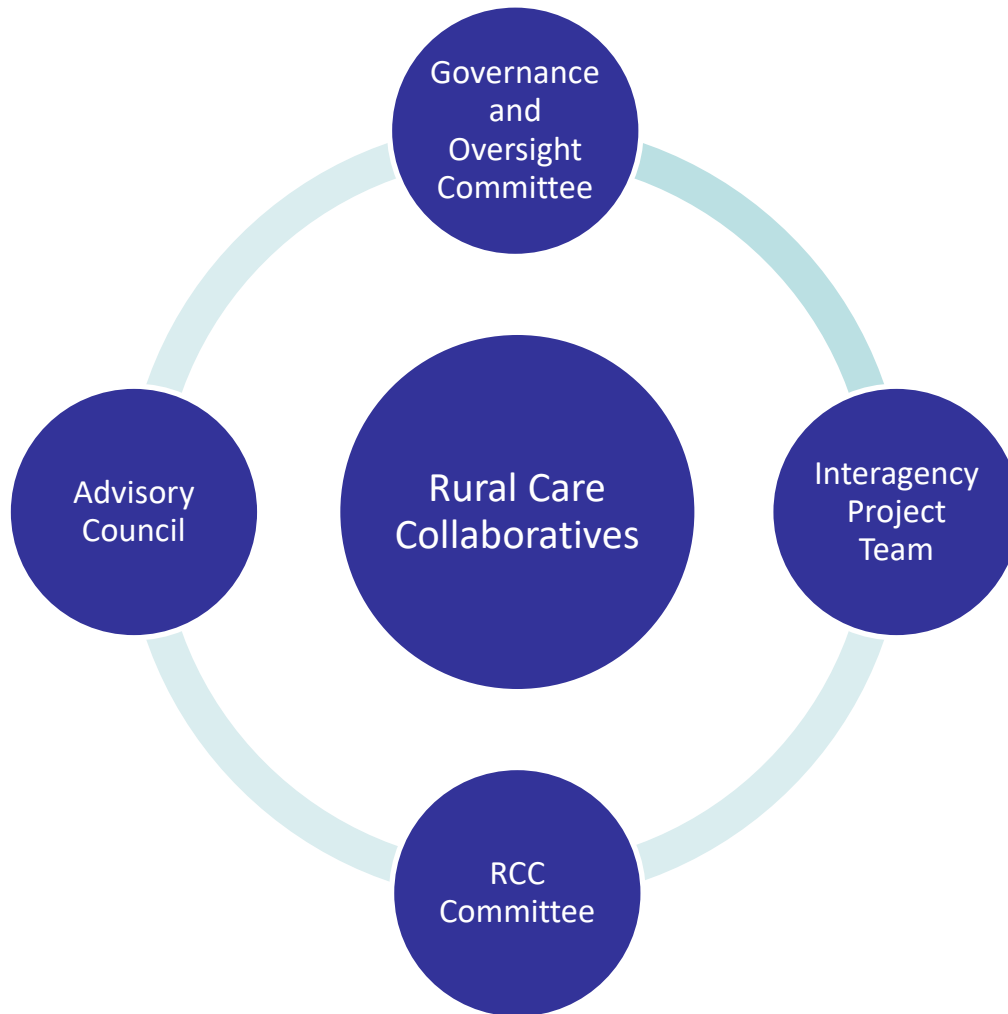 Governance
and
Oversight
Committee
Advisory
Council
Rural Care
Collaboratives
Interagency
Project
Team
RCC
Committee